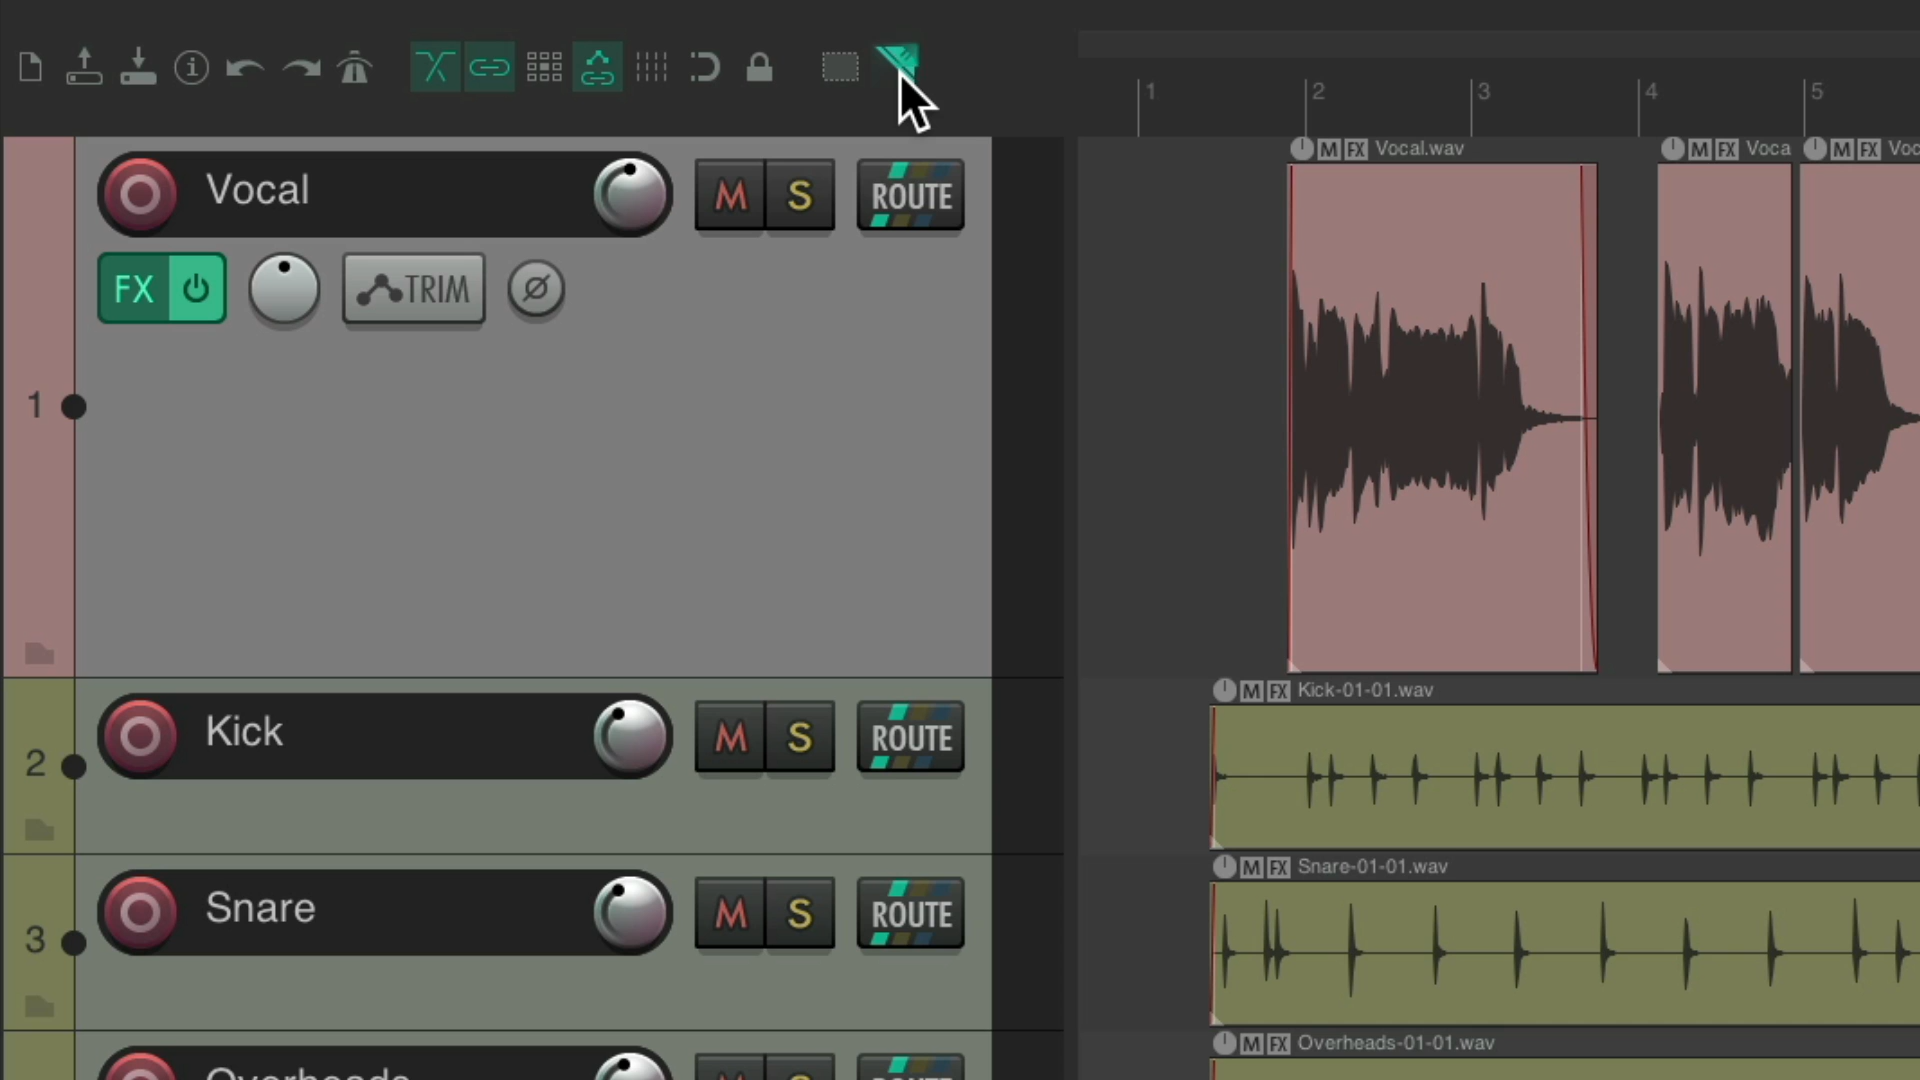 1 2 3 4 5
M FX Vocal.wav M FX Voca M FX Voc
Vocal M S ROUTE
FX TRIM
1
M FX Kick-01-01.wav
Kick M S ROUTE
2
M FX Snare-01-01.wav
Snare M S ROUTE
3
M FX Overheads-01-01.wav
Overheads M S ROUTE